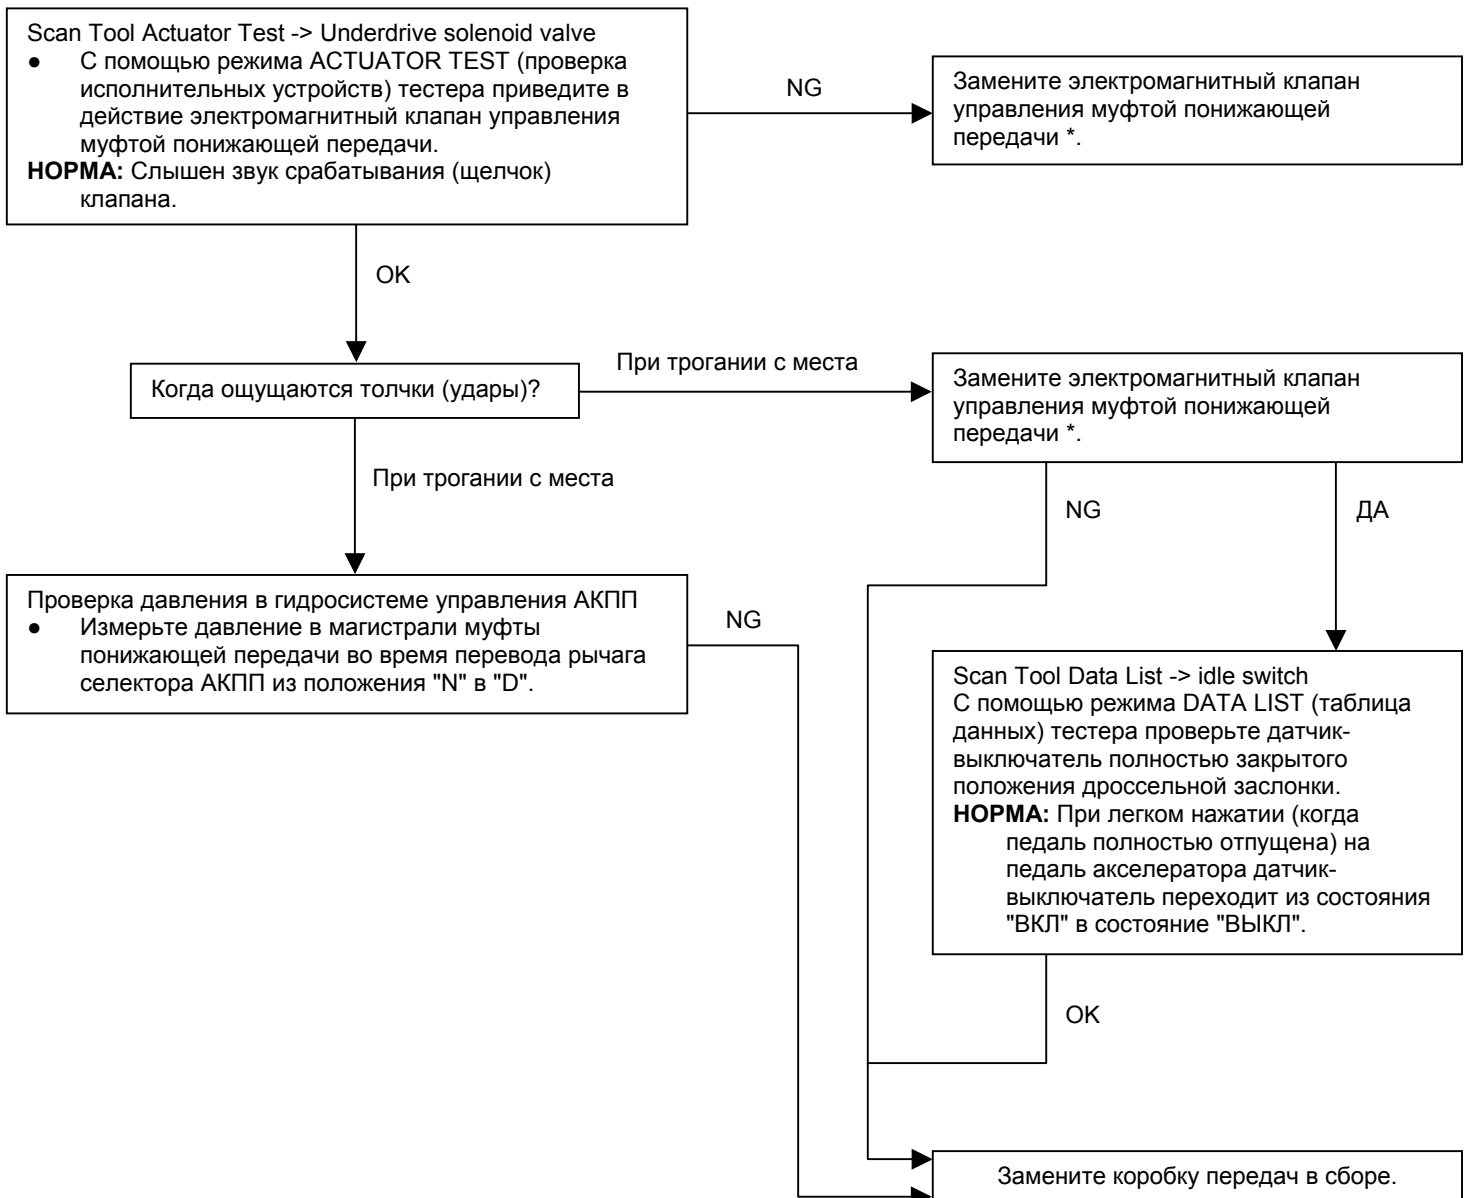 Scan Tool Actuator Test -> Underdrive solenoid valve
● С помощью режима ACTUATOR TEST (проверка
исполнительных устройств) тестера приведите в
действие электромагнитный клапан управления
муфтой понижающей передачи.
НОРМА: Слышен звук срабатывания (щелчок)
клапана.
NG
Замените электромагнитный клапан
управления муфтой понижающей
передачи *.
OK
Когда ощущаются толчки (удары)?
При трогании с места
Замените электромагнитный клапан
управления муфтой понижающей
передачи *.
При трогании с места
NG
ДА
Проверка давления в гидросистеме управления АКПП
● Измерьте давление в магистрали муфты
понижающей передачи во время перевода рычага
селектора АКПП из положения "N" в "D".
NG
Scan Tool Data List -> idle switch
С помощью режима DATA LIST (таблица
данных) тестера проверьте датчик-
выключатель полностью закрытого
положения дроссельной заслонки.
НОРМА: При легком нажатии (когда
педаль полностью отпущена) на
педаль акселератора датчик-
выключатель переходит из состояния
"ВКЛ" в состояние "ВЫКЛ".
OK
Замените коробку передач в сборе.